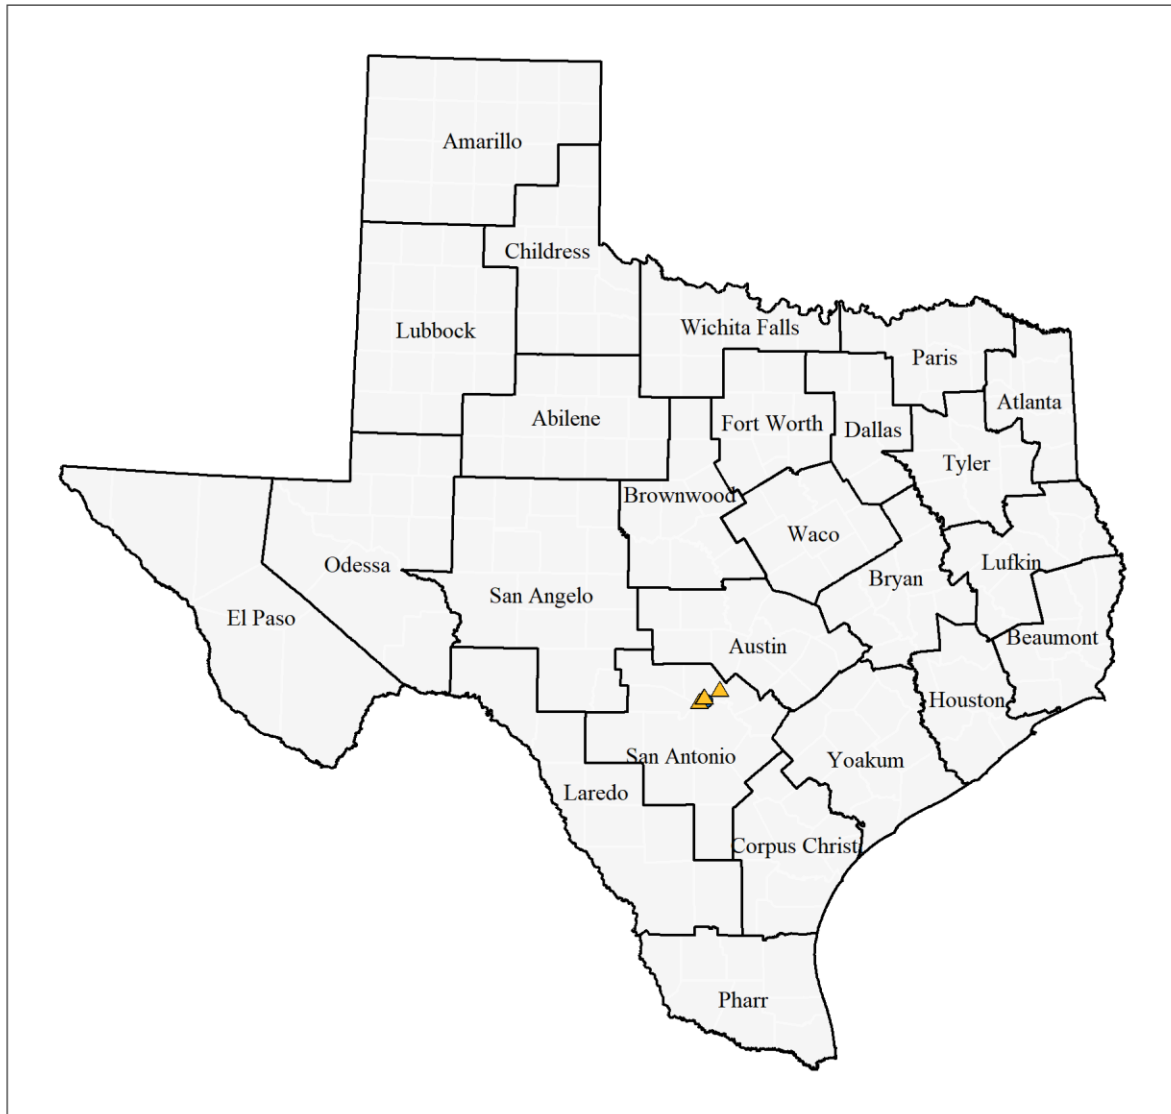 Amarillo
Childress
Lubbock
Wichita Falls
Paris
Atlanta
Abilene
Fort Worth
Dallas
Tyler
Brownwood
Waco
Odessa
San Angelo
Bryan
Lufkin
El Paso
Austin
Beaumont
Houston
San Antonio
Yoakum
Laredo
Corpus Christ
Pharr